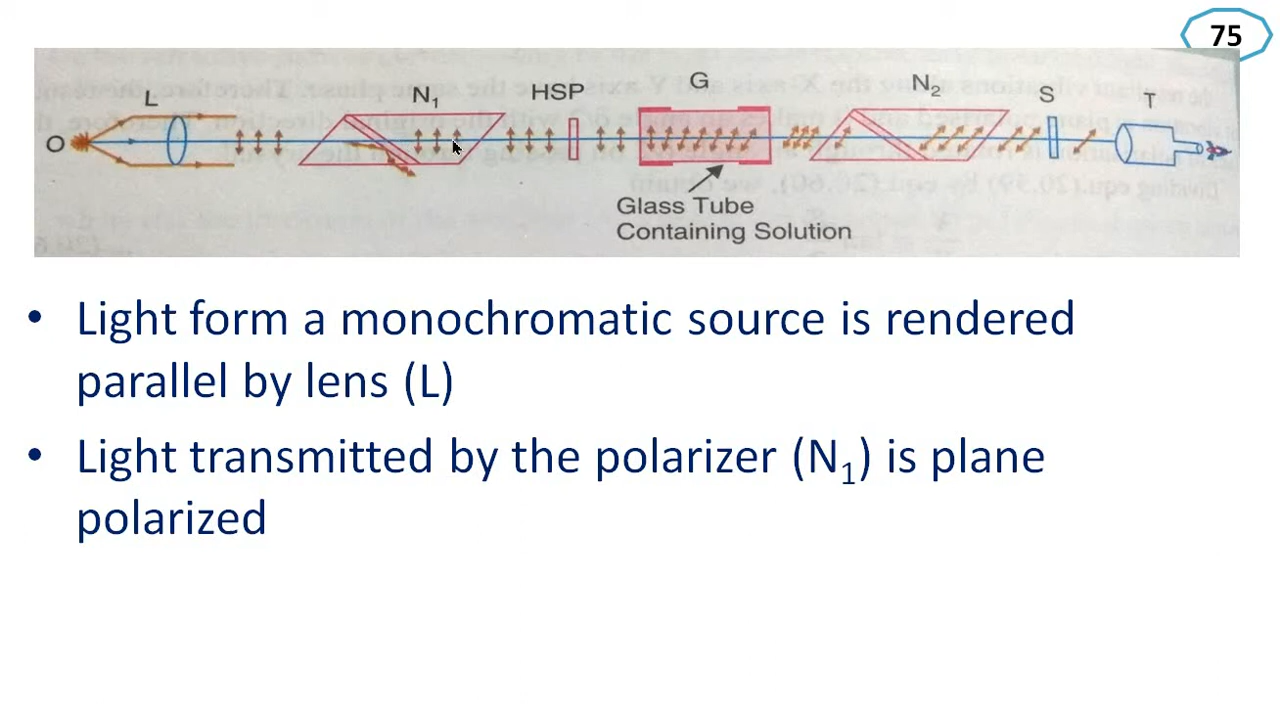 75
L
N₁
HSP
G
N₂
S
T
O
Glass Tube
Containing Solution
• Light form a monochromatic source is rendered
parallel by lens (L)
• Light transmitted by the polarizer (N₁) is plane
polarized